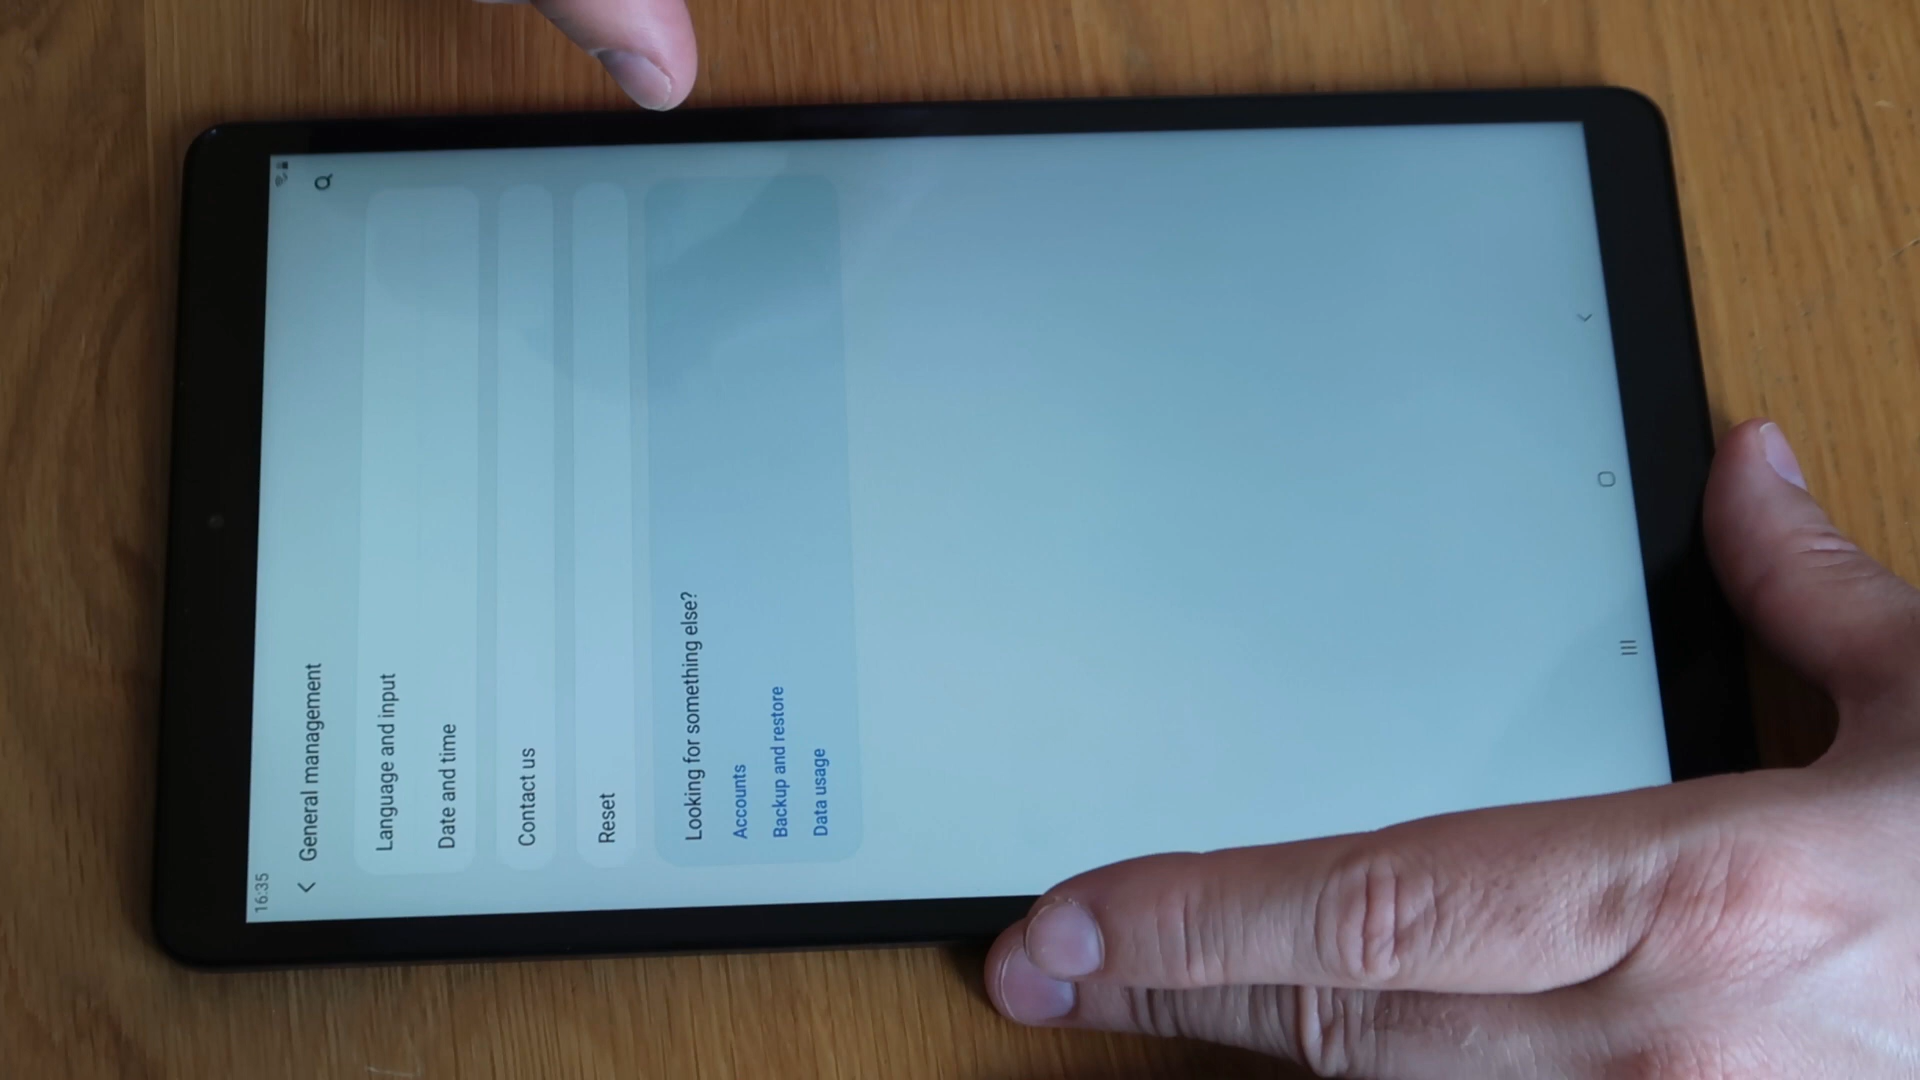 16:35
General management
Language and input
Date and time
Contact us
Reset
Looking for something else?
Accounts
Backup and restore
Data usage